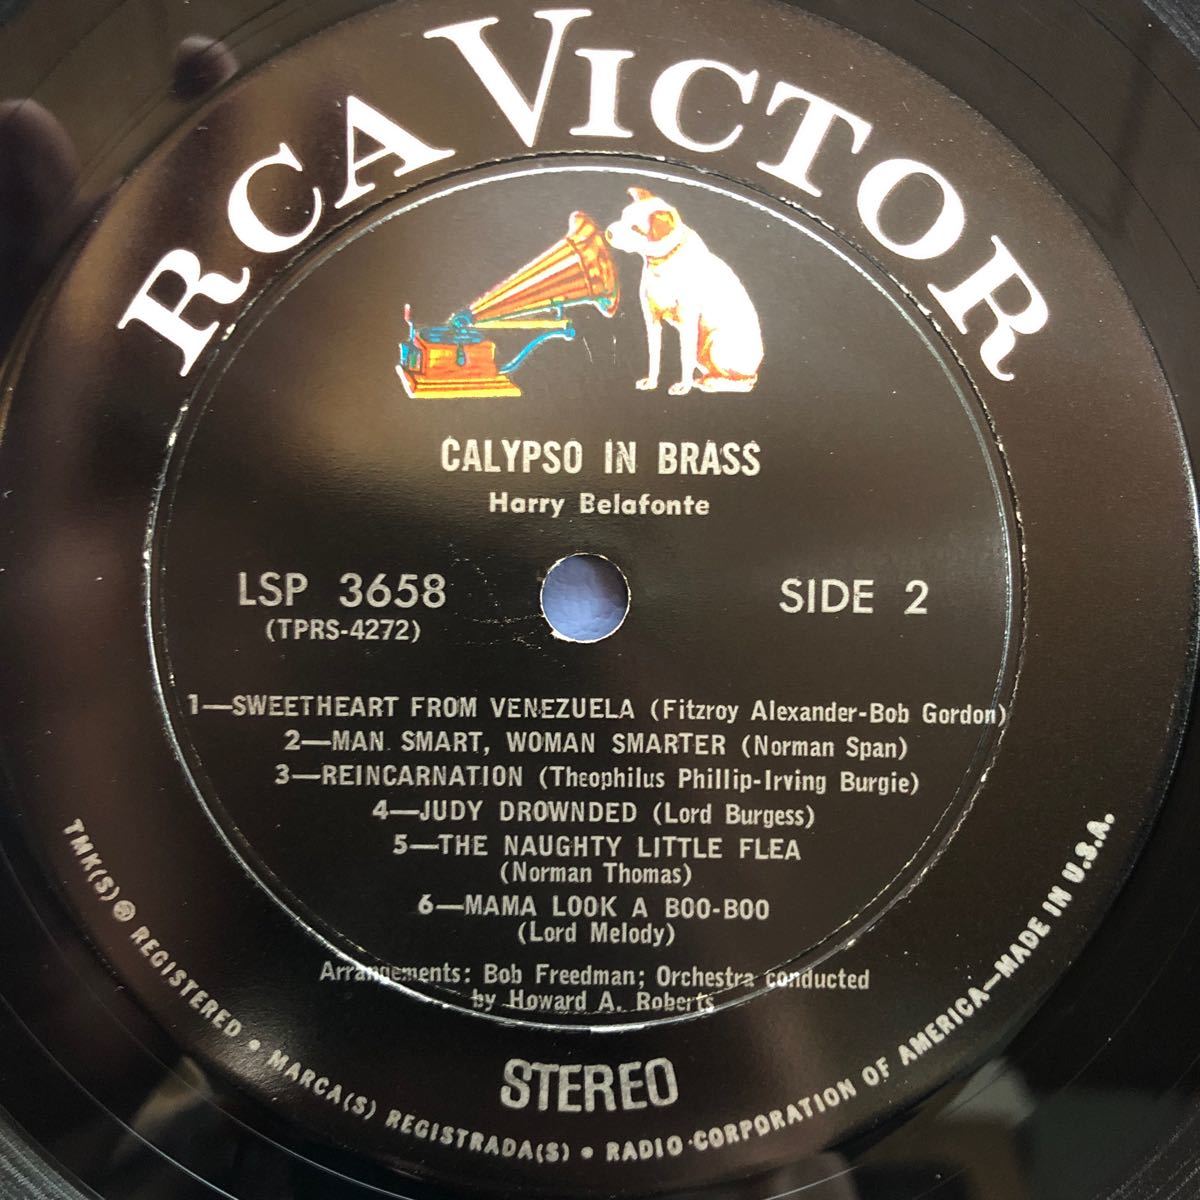 RCA VICTOR
CALYPSO IN BRASS
Harry Belafonte
LSP 3658
(TPRS-4272)
SIDE 2
1—SWEETHEART FROM VENEZUELA (Fitzroy Alexander-Bob Gordon)
2—MAN SMART, WOMAN SMARTER (Norman Span)
3—REINCARNATION (Theophilus Phillip-Irving Burgie)
4—JUDY DROWNDED (Lord Burgess)
5—THE NAUGHTY LITTLE FLEA
(Norman Thomas)
6—MAMA LOOK A BOO-BOO
(Lord Melody)
Arrangements: Bob Freedman; Orchestra conducted
by Howard A. Roberts
STEREO
TMK(S) ® REGISTERED • MARCA(S) REGISTRADA(S) • RADIO CORPORATION OF AMERICA—MADE IN U.S.A.